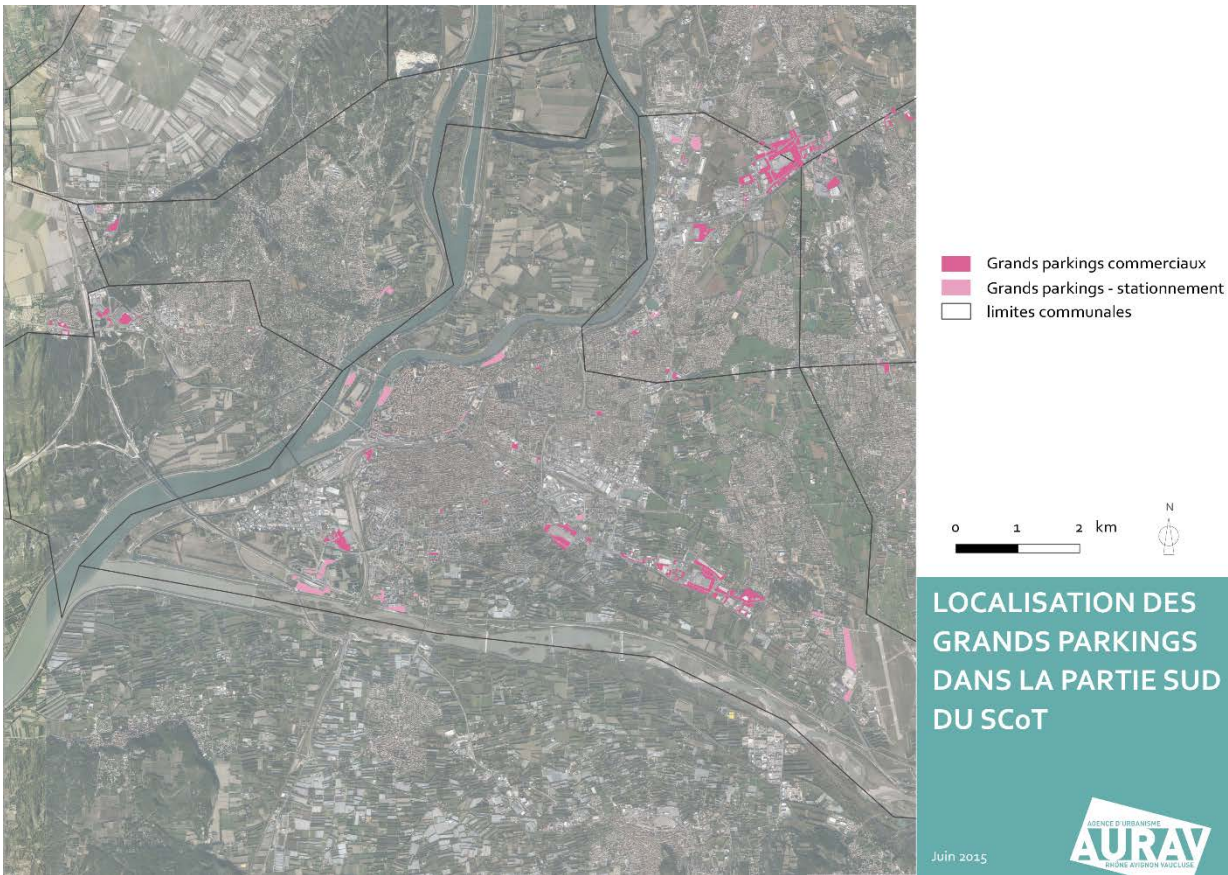 Grands parkings commerciaux
Grands parkings - stationnement
limites communales
0 1 2 km
N
LOCALISATION DES
GRANDS PARKINGS
DANS LA PARTIE SUD
DU SCoT
Juin 2015
AGENCE D'URBANISME
AURAV
RHÔNE AVIGNON VAUCLUSE